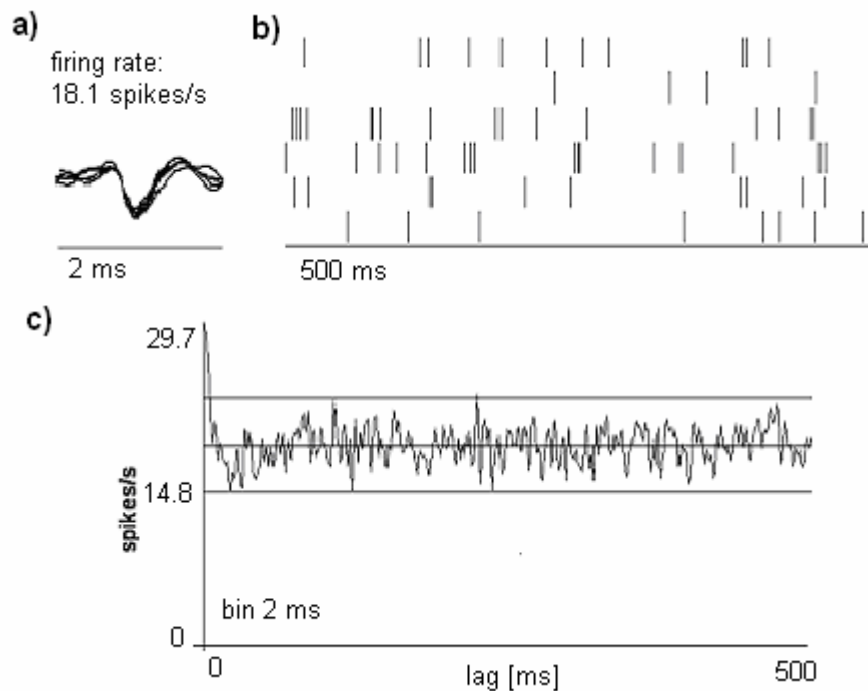 a)
firing rate:
18.1 spikes/s
2 ms
b)
500 ms
c)
29.7
14.8
spikes/s
0
bin 2 ms
0
lag [ms]
500